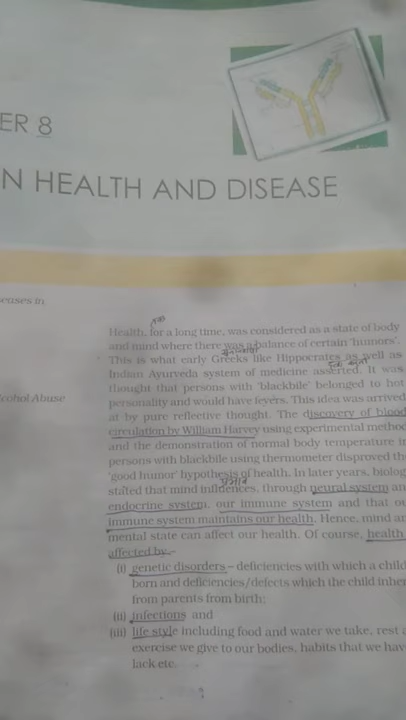 ER 8
N HEALTH AND DISEASE
eases in
lcohol Abuse
Health, for a long time, was considered as a state of body
and mind where there was a balance of certain 'humors'.
This is what early Greeks like Hippocrates as well as
Indian Ayurveda system of medicine asserted. It was
thought that persons with 'blackbile' belonged to hot
personality and would have fevers. This idea was arrived
at by pure reflective thought. The discovery of blood
circulation by William Harvey using experimental method
and the demonstration of normal body temperature in
persons with blackbile using thermometer disproved the
'good humor' hypothesis of health. In later years, biolog
stated that mind influences, through neural system an
endocrine system, our immune system and that ou
immune system maintains our health. Hence, mind an
mental state can affect our health. Of course, health
affected by –
(i) genetic disorders – deficiencies with which a child
born and deficiencies/defects which the child inher
from parents from birth;
(ii) infections and
(iii) life style including food and water we take, rest a
exercise we give to our bodies, habits that we hav
lack etc.